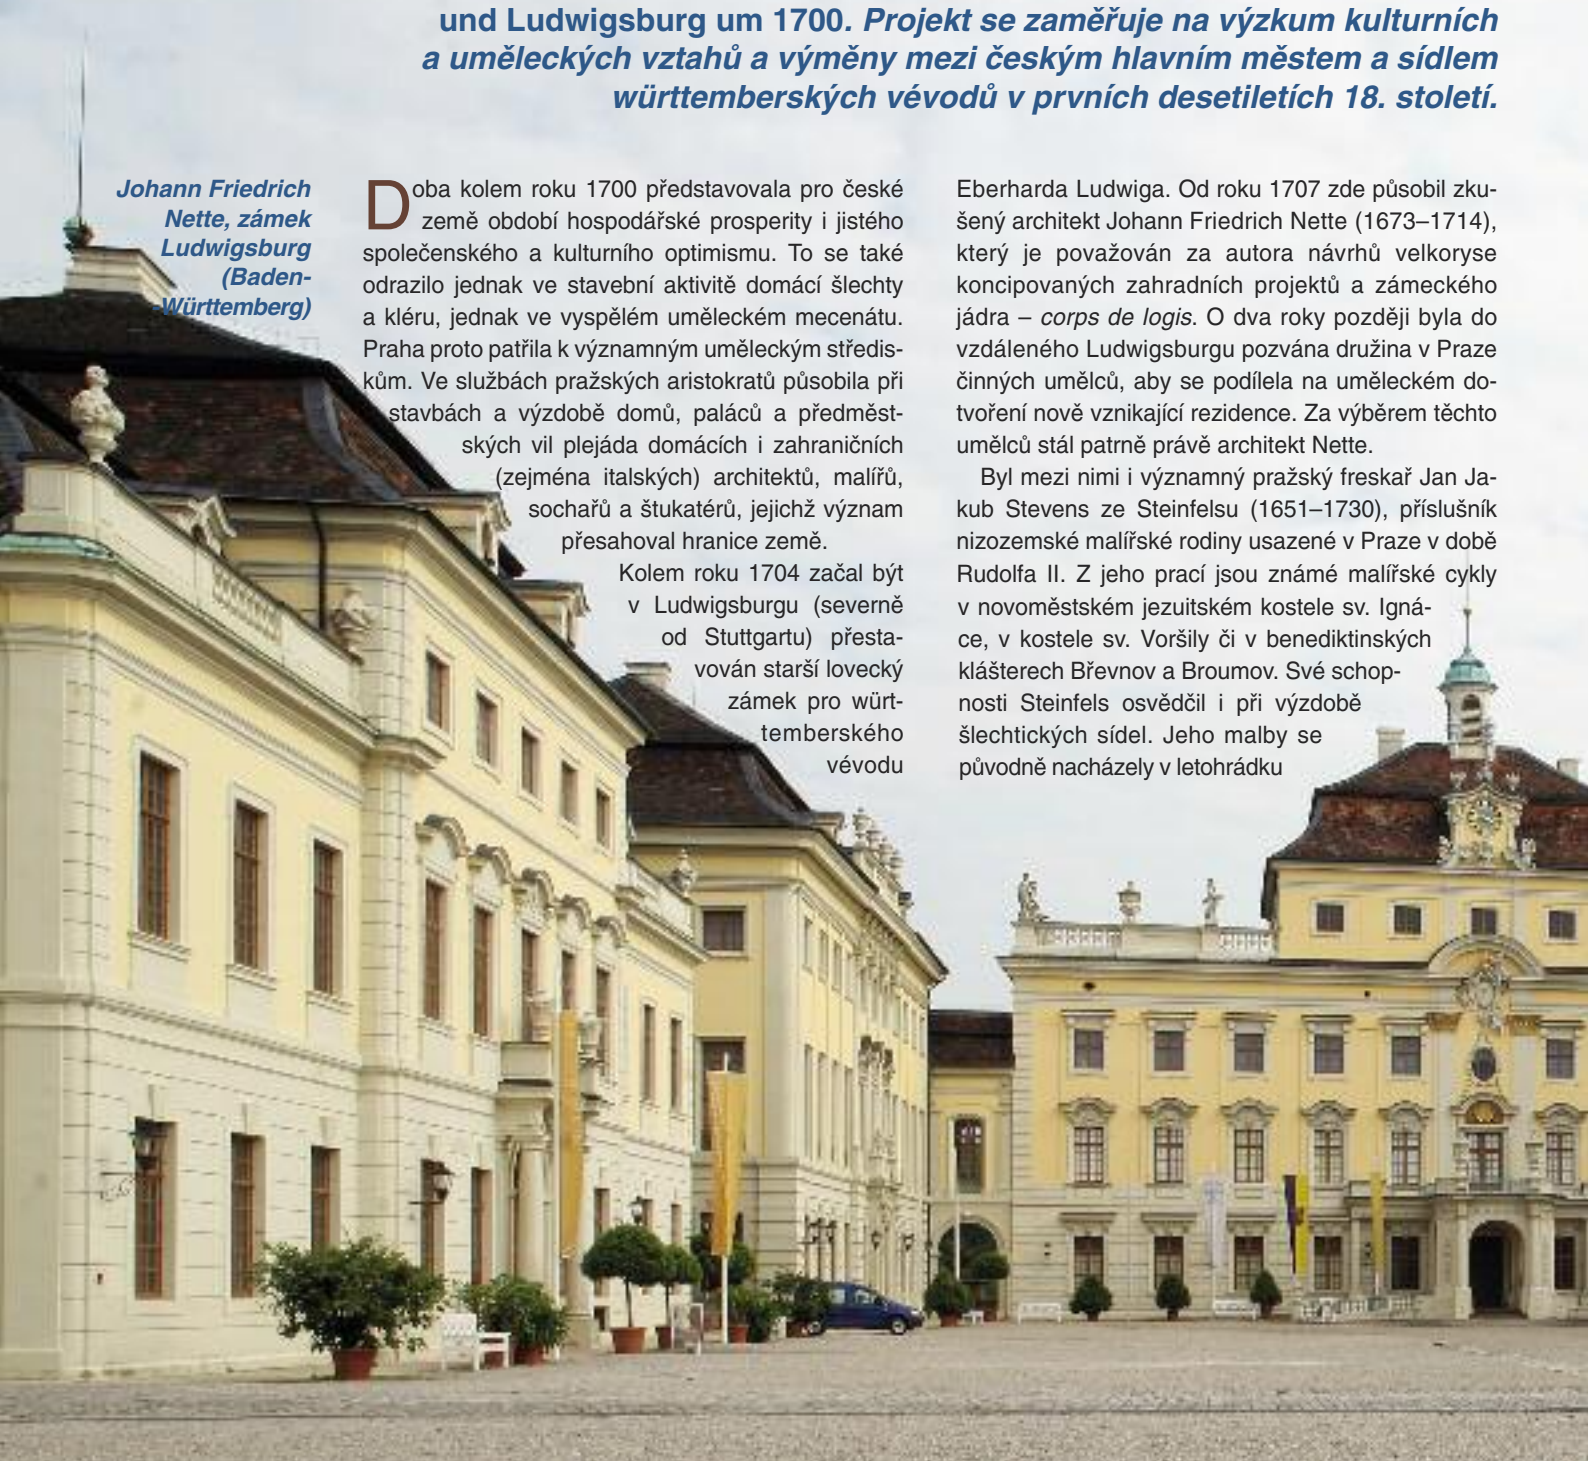 und Ludwigsburg um 1700. Projekt se zaměřuje na výzkum kulturních
a uměleckých vztahů a výměny mezi českým hlavním městem a sídlem
württemberských vévodů v prvních desetiletích 18. století.
Johann Friedrich
Nette, zámek
Ludwigsburg
(Baden-
-Württemberg)
Doba kolem roku 1700 představovala pro české
země období hospodářské prosperity i jistého
společenského a kulturního optimismu. To se také
odrazilo jednak ve stavební aktivitě domácí šlechty
a kléru, jednak ve vyspělém uměleckém mecenátu.
Praha proto patřila k významným uměleckým středis-
kům. Ve službách pražských aristokratů působila při
stavbách a výzdobě domů, paláců a předměst-
ských vil plejáda domácích i zahraničních
(zejména italských) architektů, malířů,
sochařů a štukatérů, jejichž význam
přesahoval hranice země.
Kolem roku 1704 začal být
v Ludwigsburgu (severně
od Stuttgartu) přesta-
vován starší lovecký
zámek pro würt-
temberského
vévodu
Eberharda Ludwiga. Od roku 1707 zde působil zku-
šený architekt Johann Friedrich Nette (1673–1714),
který je považován za autora návrhů velkoryse
koncipovaných zahradních projektů a zámeckého
jádra – corps de logis. O dva roky později byla do
vzdáleného Ludwigsburgu pozvána družina v Praze
činných umělců, aby se podílela na uměleckém do-
tvoření nově vznikající rezidence. Za výběrem těchto
umělců stál patrně právě architekt Nette.
Byl mezi nimi i významný pražský freskař Jan Ja-
kub Stevens ze Steinfelsu (1651–1730), příslušník
nizozemské malířské rodiny usazené v Praze v době
Rudolfa II. Z jeho prací jsou známé malířské cykly
v novoměstském jezuitském kostele sv. Igná-
ce, v kostele sv. Voršily či v benediktinských
klášterech Břevnov a Broumov. Své schop-
nosti Steinfels osvědčil i při výzdobě
šlechtických sídel. Jeho malby se
původně nacházely v letohrádku